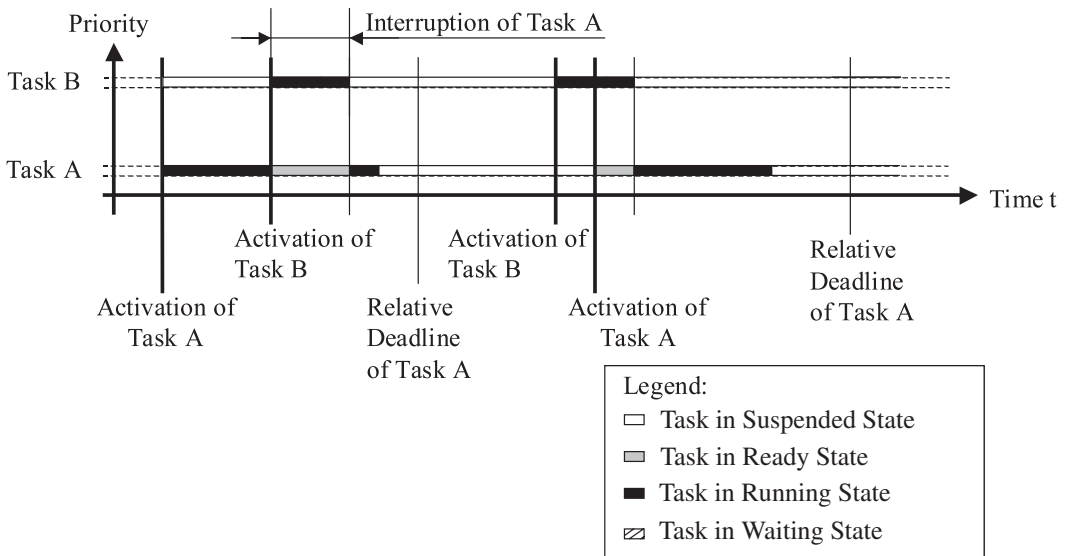 Priority
Interruption of Task A
Task B
Task A
Time t
Activation of
Task B
Activation of
Task B
Relative
Deadline
of Task A
Activation of
Task A
Relative
Deadline
of Task A
Activation of
Task A
Legend:
Task in Suspended State
Task in Ready State
Task in Running State
Task in Waiting State